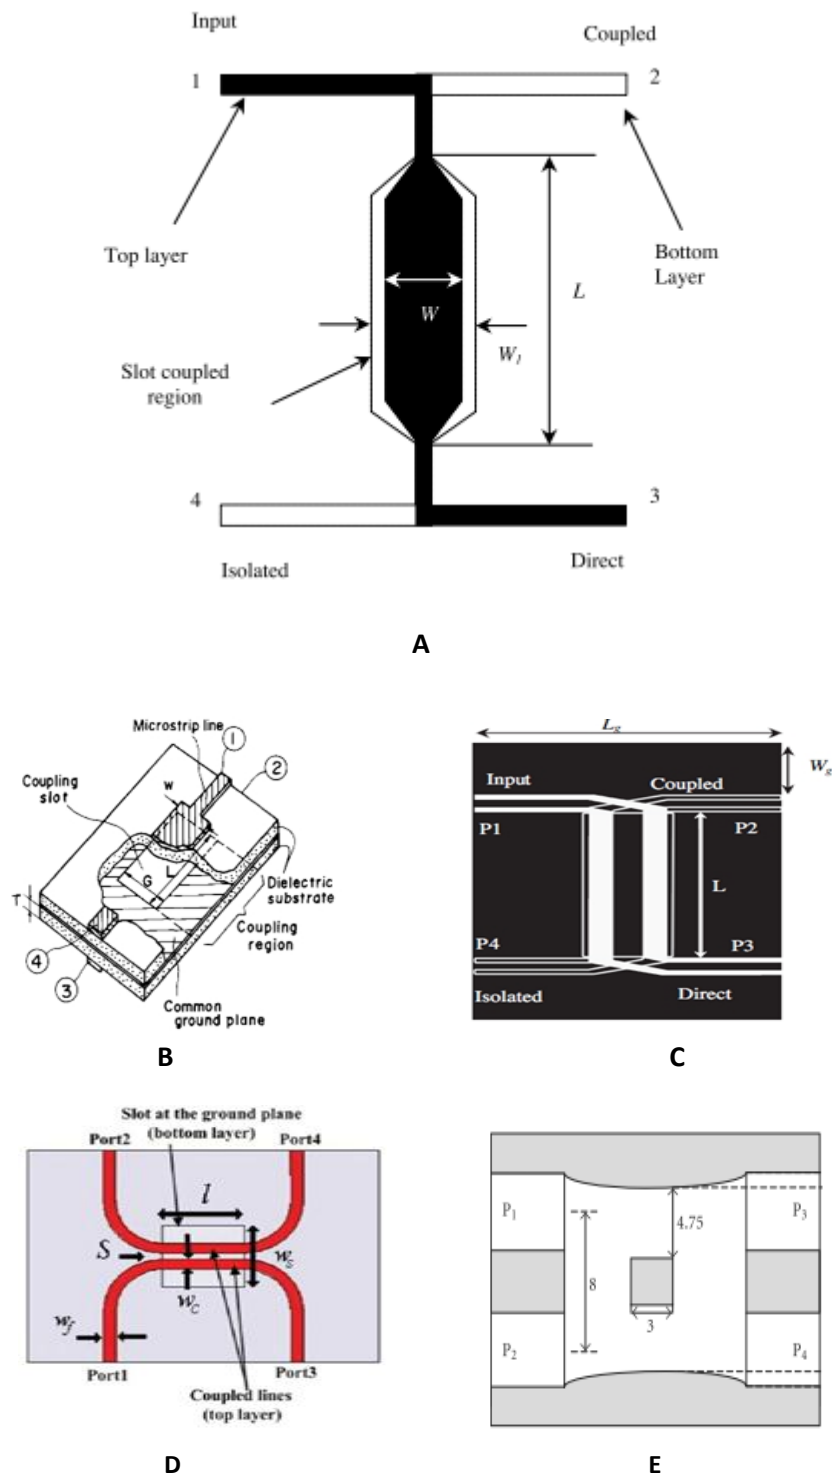 Input
Coupled
1
2
Top layer
Bottom
Layer
L
W
W₁
Slot coupled
region
4
3
Isolated
Direct
A
Microstrip line
1
2
Coupling
slot
W
L
G
T
Dielectric
substrate
Coupling
region
4
3
Common
ground plane
B
Lg
Wg
Input
Coupled
P1
P2
L
P4
P3
Isolated
Direct
C
Slot at the ground plane
(bottom layer)
Port2
Port4
l
S
ws
wc
wf
Port1
Port3
Coupled lines
(top layer)
D
P₁
P₃
4.75
8
3
P₂
P₄
E